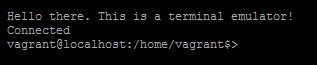 Hello there. This is a terminal emulator!
Connected
vagrant@localhost:/home/vagrant$>